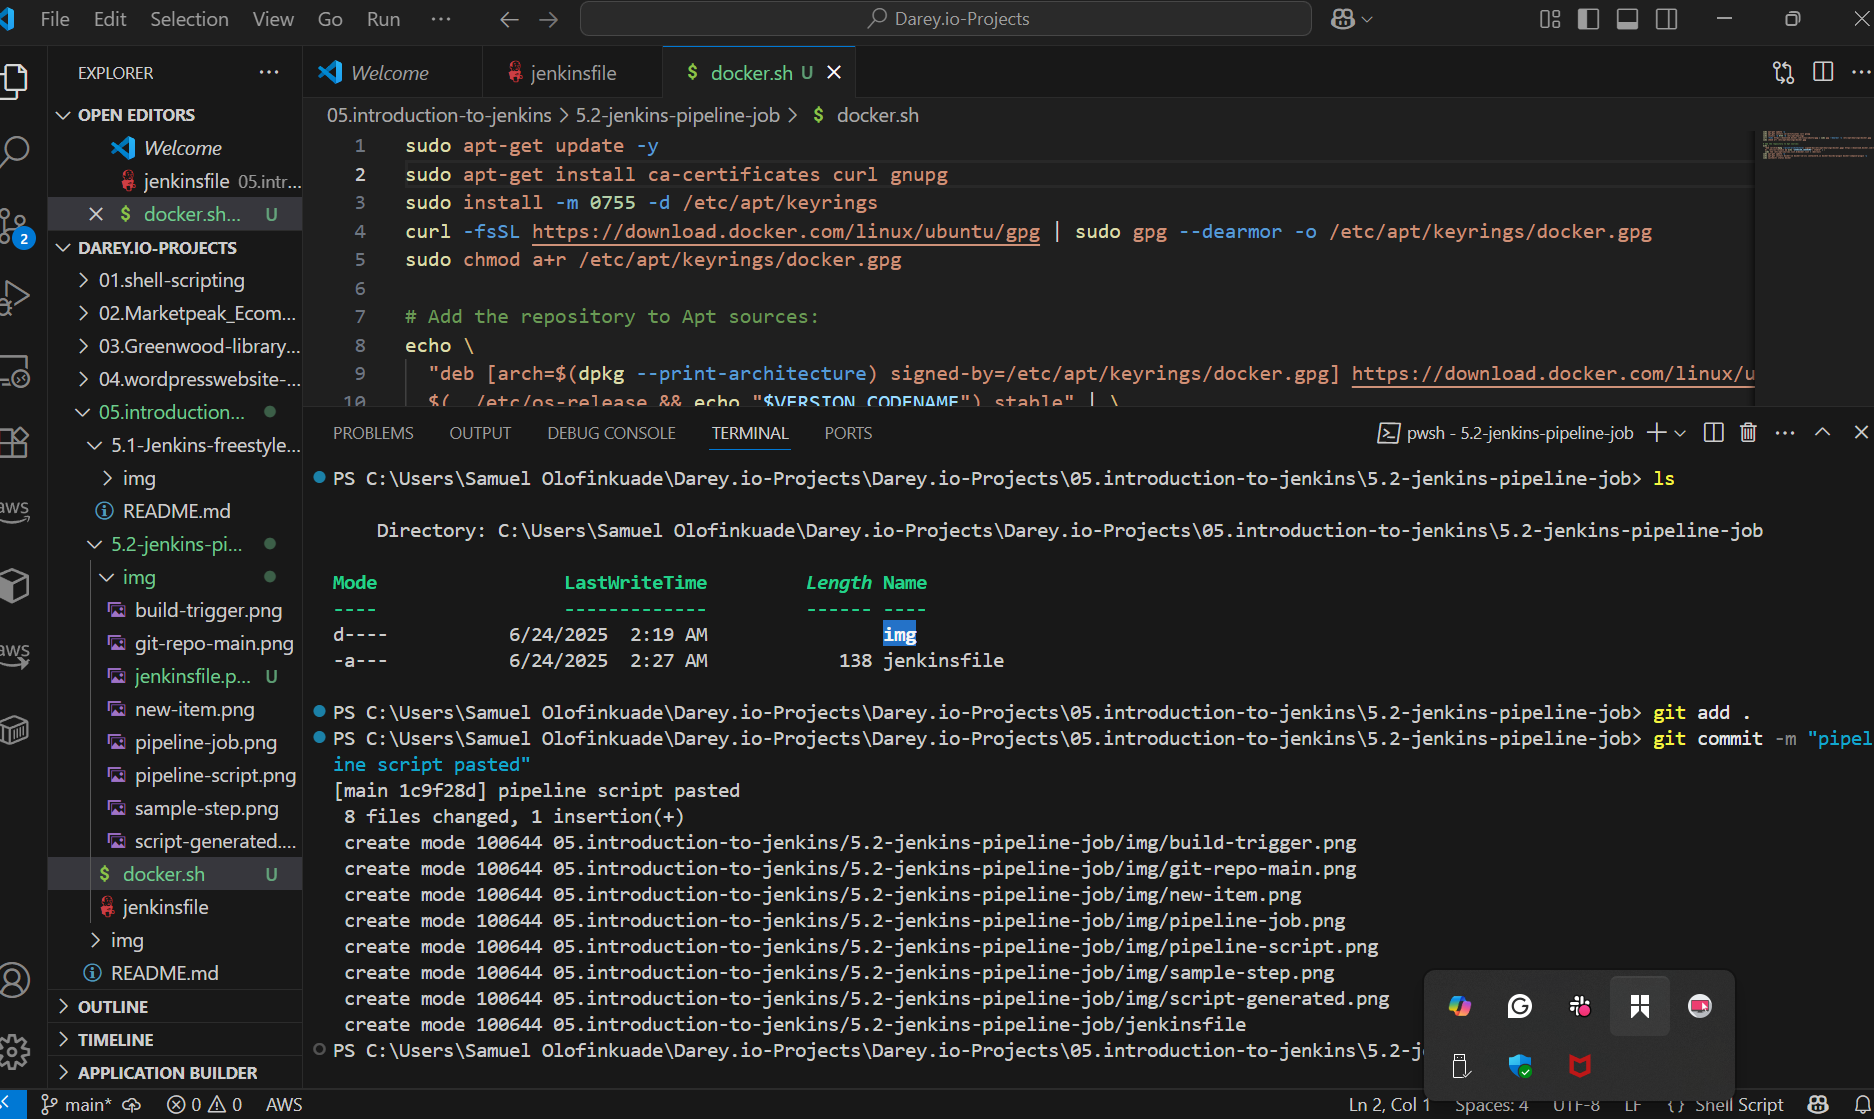 File Edit Selection View Go Run ··· Darey.io-Projects
EXPLORER ···
OPEN EDITORS
Welcome
jenkinsfile 05.intr...
$ docker.sh... U
DAREY.IO-PROJECTS
01.shell-scripting
02.Marketpeak_Ecom...
03.Greenwood-library...
04.wordpresswebsite-...
05.introduction...
5.1-Jenkins-freestyle...
img
README.md
5.2-jenkins-pi...
img
build-trigger.png
git-repo-main.png
jenkinsfile.p... U
new-item.png
pipeline-job.png
pipeline-script.png
sample-step.png
script-generated....
$ docker.sh U
jenkinsfile
img
README.md
OUTLINE
TIMELINE
APPLICATION BUILDER
2
aws
aws
Welcome jenkinsfile $ docker.sh U
05.introduction-to-jenkins > 5.2-jenkins-pipeline-job > $ docker.sh
1 sudo apt-get update -y
2 sudo apt-get install ca-certificates curl gnupg
3 sudo install -m 0755 -d /etc/apt/keyrings
4 curl -fsSL https://download.docker.com/linux/ubuntu/gpg | sudo gpg --dearmor -o /etc/apt/keyrings/docker.gpg
5 sudo chmod a+r /etc/apt/keyrings/docker.gpg
6
7 # Add the repository to Apt sources:
8 echo \
9 "deb [arch=$(dpkg --print-architecture) signed-by=/etc/apt/keyrings/docker.gpg] https://download.docker.com/linux/u
10 $(. /etc/os-release && echo "$VERSION_CODENAME") stable" | \
PROBLEMS OUTPUT DEBUG CONSOLE TERMINAL PORTS pwsh - 5.2-jenkins-pipeline-job
PS C:\Users\Samuel Olofinkuade\Darey.io-Projects\Darey.io-Projects\05.introduction-to-jenkins\5.2-jenkins-pipeline-job> ls
Directory: C:\Users\Samuel Olofinkuade\Darey.io-Projects\Darey.io-Projects\05.introduction-to-jenkins\5.2-jenkins-pipeline-job
Mode LastWriteTime Length Name
---- ------------- ------ ----
d---- 6/24/2025 2:19 AM img
-a--- 6/24/2025 2:27 AM 138 jenkinsfile
PS C:\Users\Samuel Olofinkuade\Darey.io-Projects\Darey.io-Projects\05.introduction-to-jenkins\5.2-jenkins-pipeline-job> git add .
PS C:\Users\Samuel Olofinkuade\Darey.io-Projects\Darey.io-Projects\05.introduction-to-jenkins\5.2-jenkins-pipeline-job> git commit -m "pipel
ine script pasted"
[main 1c9f28d] pipeline script pasted
8 files changed, 1 insertion(+)
create mode 100644 05.introduction-to-jenkins/5.2-jenkins-pipeline-job/img/build-trigger.png
create mode 100644 05.introduction-to-jenkins/5.2-jenkins-pipeline-job/img/git-repo-main.png
create mode 100644 05.introduction-to-jenkins/5.2-jenkins-pipeline-job/img/new-item.png
create mode 100644 05.introduction-to-jenkins/5.2-jenkins-pipeline-job/img/pipeline-job.png
create mode 100644 05.introduction-to-jenkins/5.2-jenkins-pipeline-job/img/pipeline-script.png
create mode 100644 05.introduction-to-jenkins/5.2-jenkins-pipeline-job/img/sample-step.png
create mode 100644 05.introduction-to-jenkins/5.2-jenkins-pipeline-job/img/script-generated.png
create mode 100644 05.introduction-to-jenkins/5.2-jenkins-pipeline-job/jenkinsfile
PS C:\Users\Samuel Olofinkuade\Darey.io-Projects\Darey.io-Projects\05.introduction-to-jenkins\5.2-j
main* 0 0 AWS Ln 2, Col 1 Spaces: 4 UTF-8 LF {} Shell Script